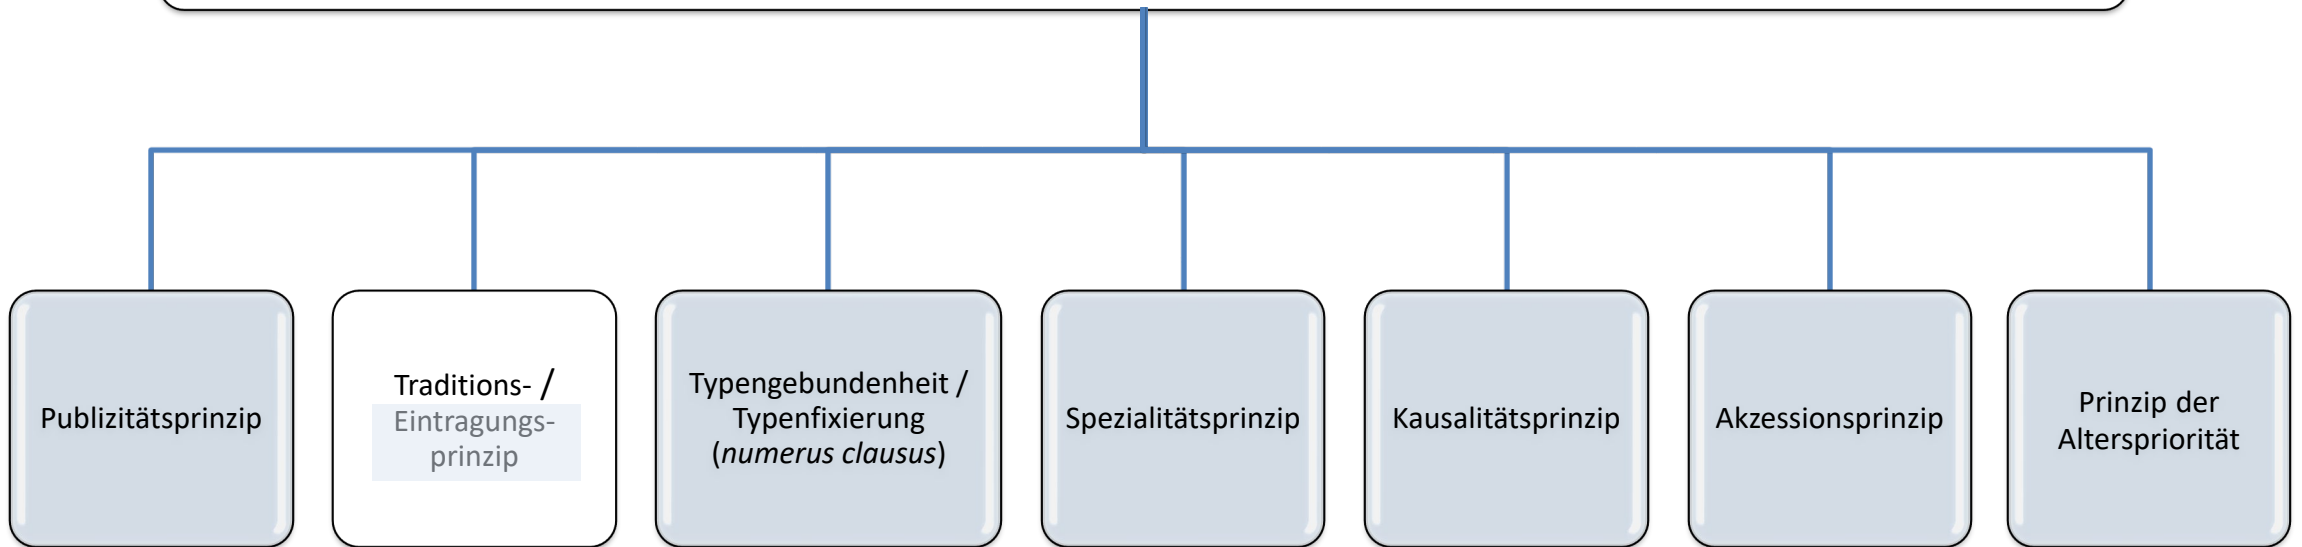 Publizitätsprinzip
Traditions- /
Eintragungs-
prinzip
Typengebundenheit /
Typenfixierung
(numerus clausus)
Spezialitätsprinzip
Kausalitätsprinzip
Akzessionsprinzip
Prinzip der
Alterspriorität